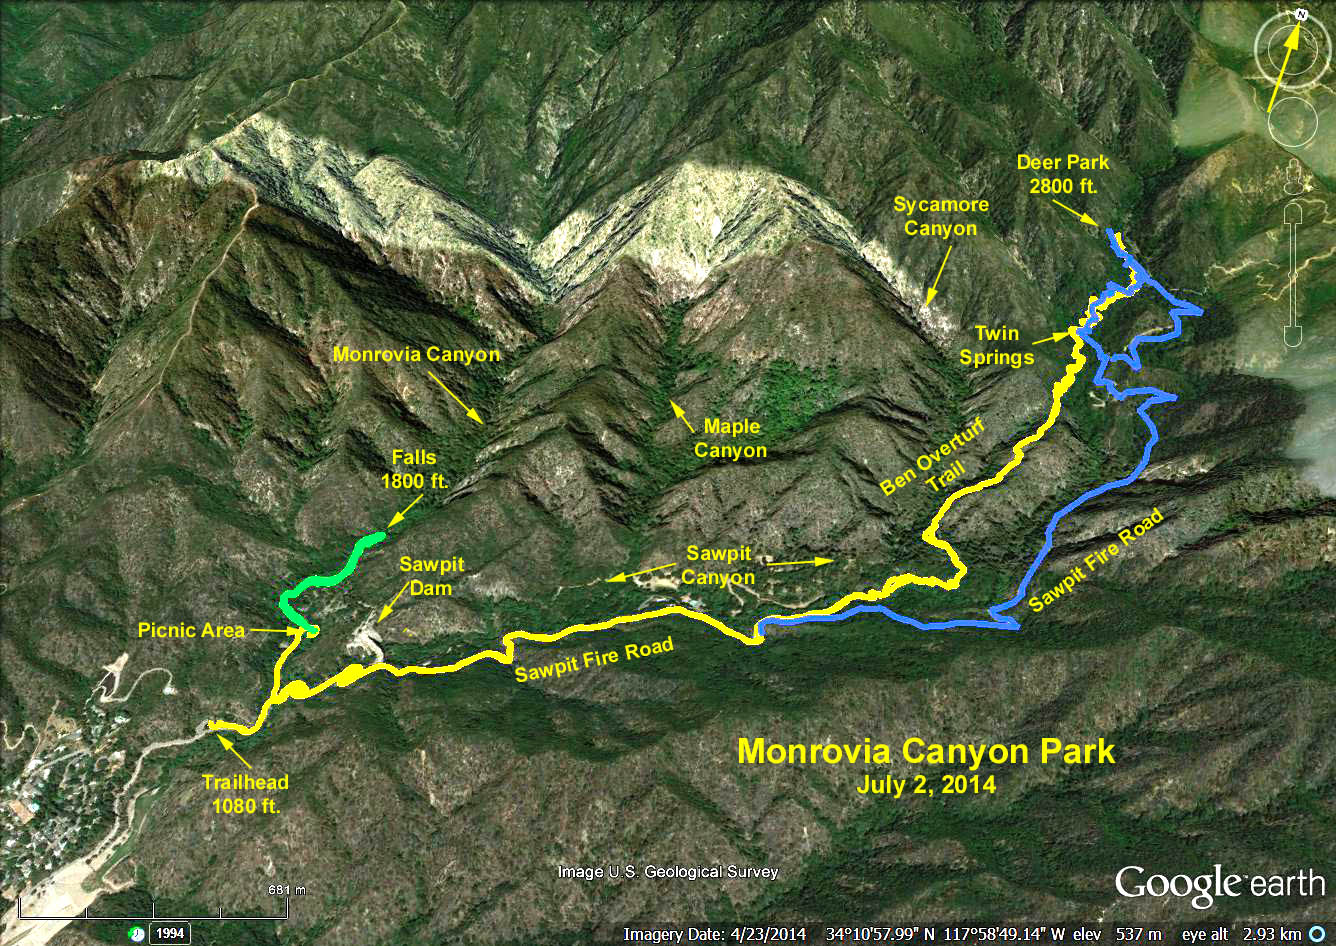 N
Deer Park
2800 ft.
Sycamore
Canyon
Twin
Springs
Monrovia Canyon
Maple
Canyon
Ben Overturf
Trail
Falls
1800 ft.
Sawpit
Dam
Sawpit
Canyon
Sawpit Fire Road
Picnic Area
Sawpit Fire Road
Trailhead
1080 ft.
Monrovia Canyon Park
July 2, 2014
Image U.S. Geological Survey
Google earth
681 m
1994
Imagery Date: 4/23/2014 34°10'57.99" N 117°58'49.14" W elev 537 m eye alt 2.93 km